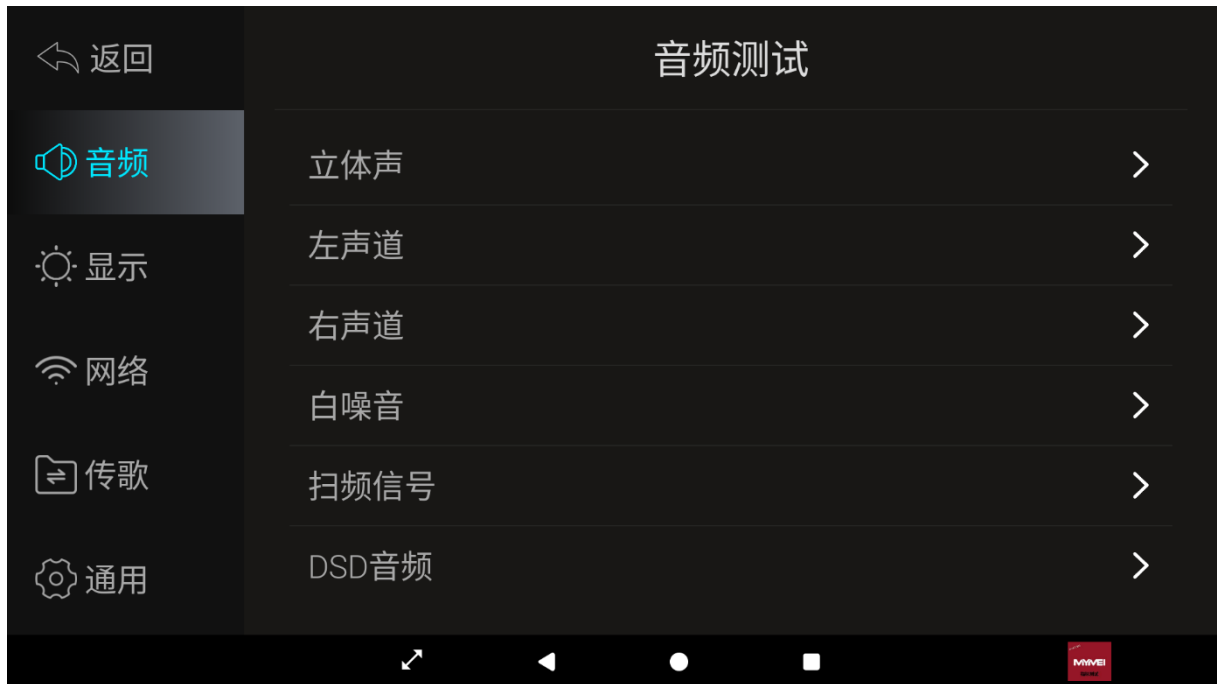 返回
音频
显示
网络
传歌
通用
音频测试
立体声
左声道
右声道
白噪音
扫频信号
DSD音频
MYMEI